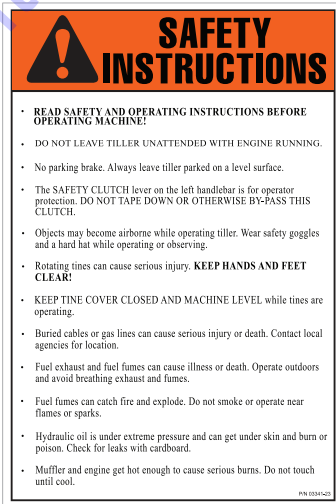 SAFETY
INSTRUCTIONS
• READ SAFETY AND OPERATING INSTRUCTIONS BEFORE
OPERATING MACHINE!
• DO NOT LEAVE TILLER UNATTENDED WITH ENGINE RUNNING.
• No parking brake. Always leave tiller parked on a level surface.
• The SAFETY CLUTCH lever on the left handlebar is for operator
protection. DO NOT TAPE DOWN OR OTHERWISE BY-PASS THIS
CLUTCH.
• Objects may become airborne while operating tiller. Wear safety goggles
and a hard hat while operating or observing.
• Rotating tines can cause serious injury. KEEP HANDS AND FEET
CLEAR!
• KEEP TINE COVER CLOSED AND MACHINE LEVEL while tines are
operating.
• Buried cables or gas lines can cause serious injury or death. Contact local
agencies for location.
• Fuel exhaust and fuel fumes can cause illness or death. Operate outdoors
and avoid breathing exhaust and fumes.
• Fuel fumes can catch fire and explode. Do not smoke or operate near
flames or sparks.
• Hydraulic oil is under extreme pressure and can get under skin and burn or
poison. Check for leaks with cardboard.
• Muffler and engine get hot enough to cause serious burns. Do not touch
until cool.
P/N 03341-23